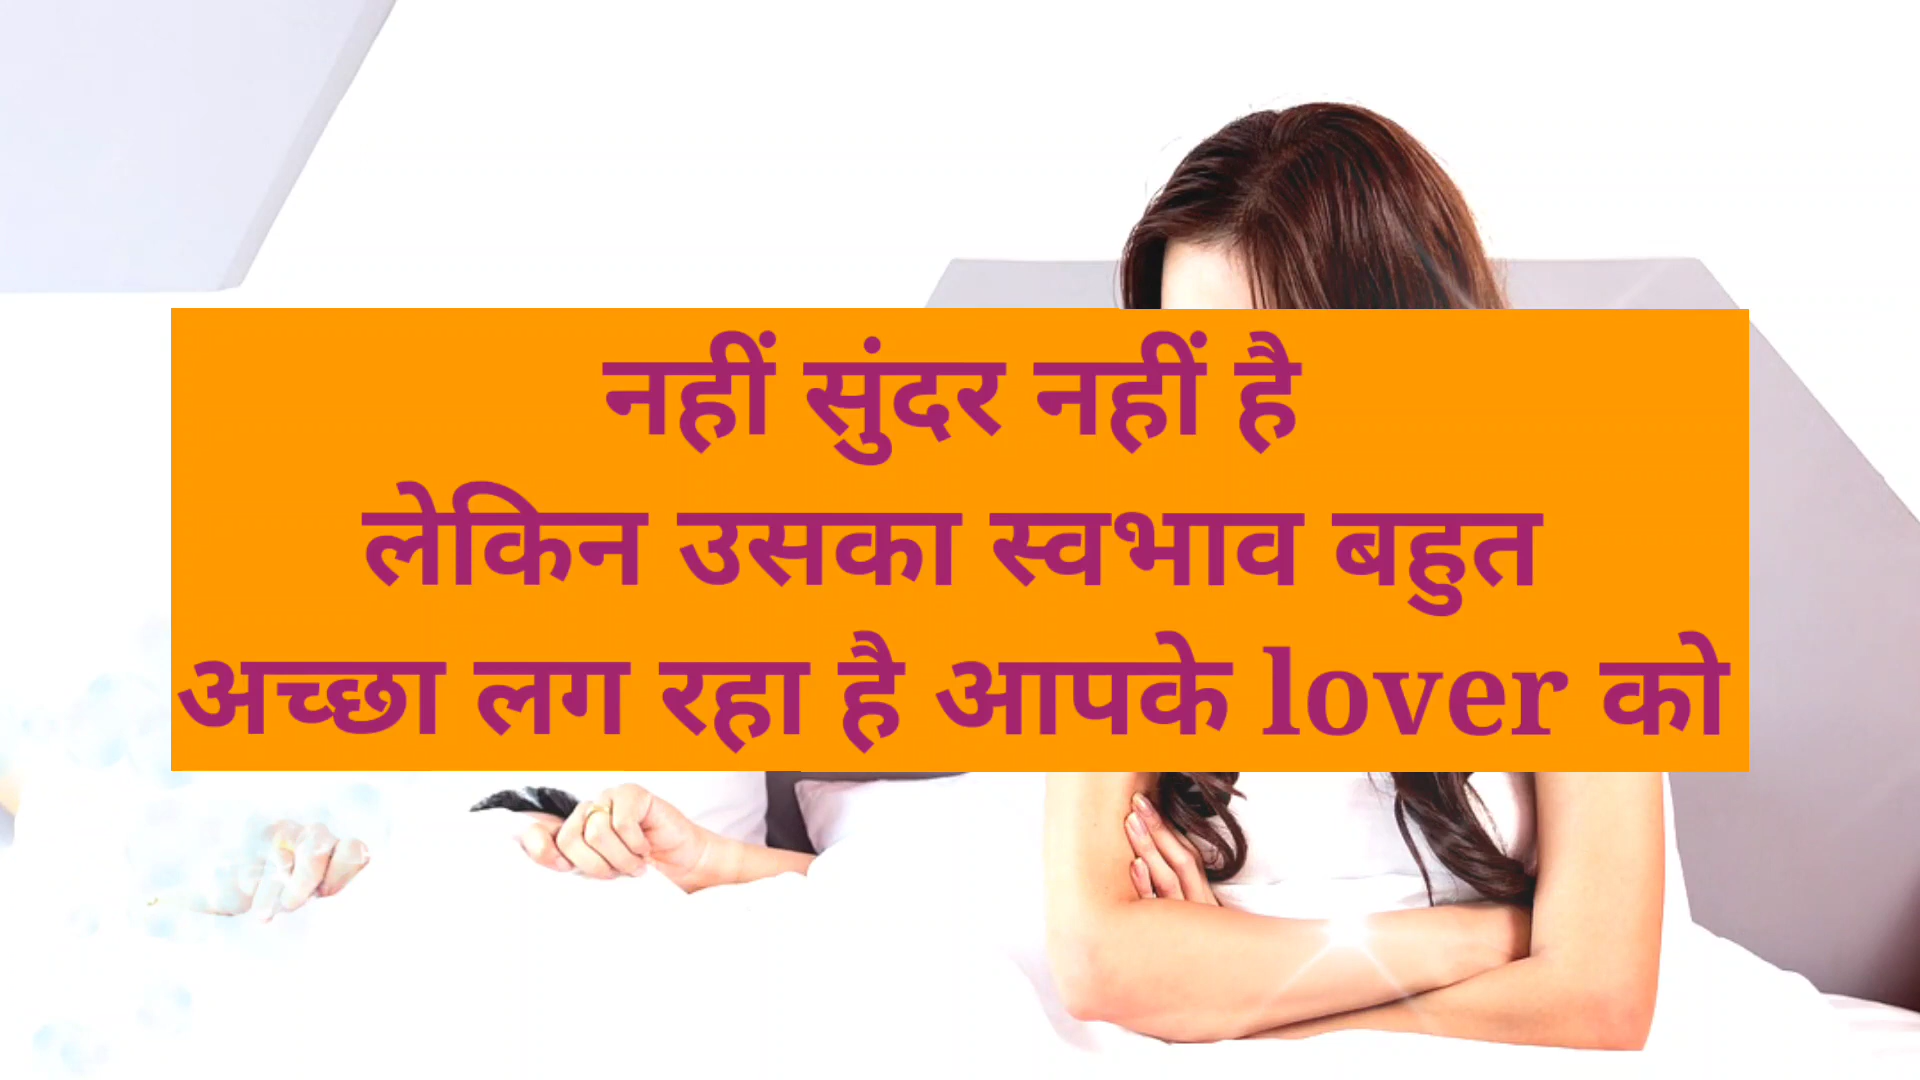 नहीं सुंदर नहीं है
लेकिन उसका स्वभाव बहुत
अच्छा लग रहा है आपके lover को